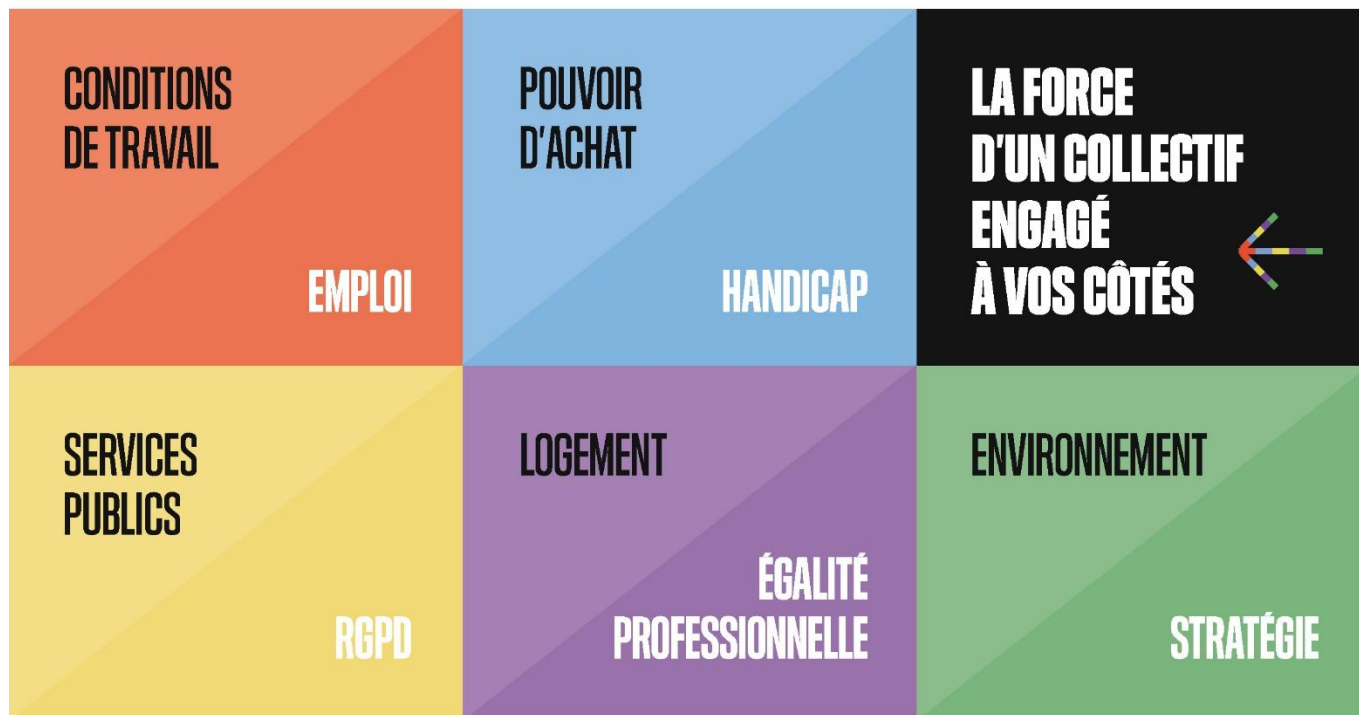 CONDITIONS
DE TRAVAIL
EMPLOI
POUVOIR
D'ACHAT
HANDICAP
LA FORCE
D'UN COLLECTIF
ENGAGÉ
À VOS CÔTÉS
SERVICES
PUBLICS
RGPD
LOGEMENT
ÉGALITÉ
PROFESSIONNELLE
ENVIRONNEMENT
STRATÉGIE